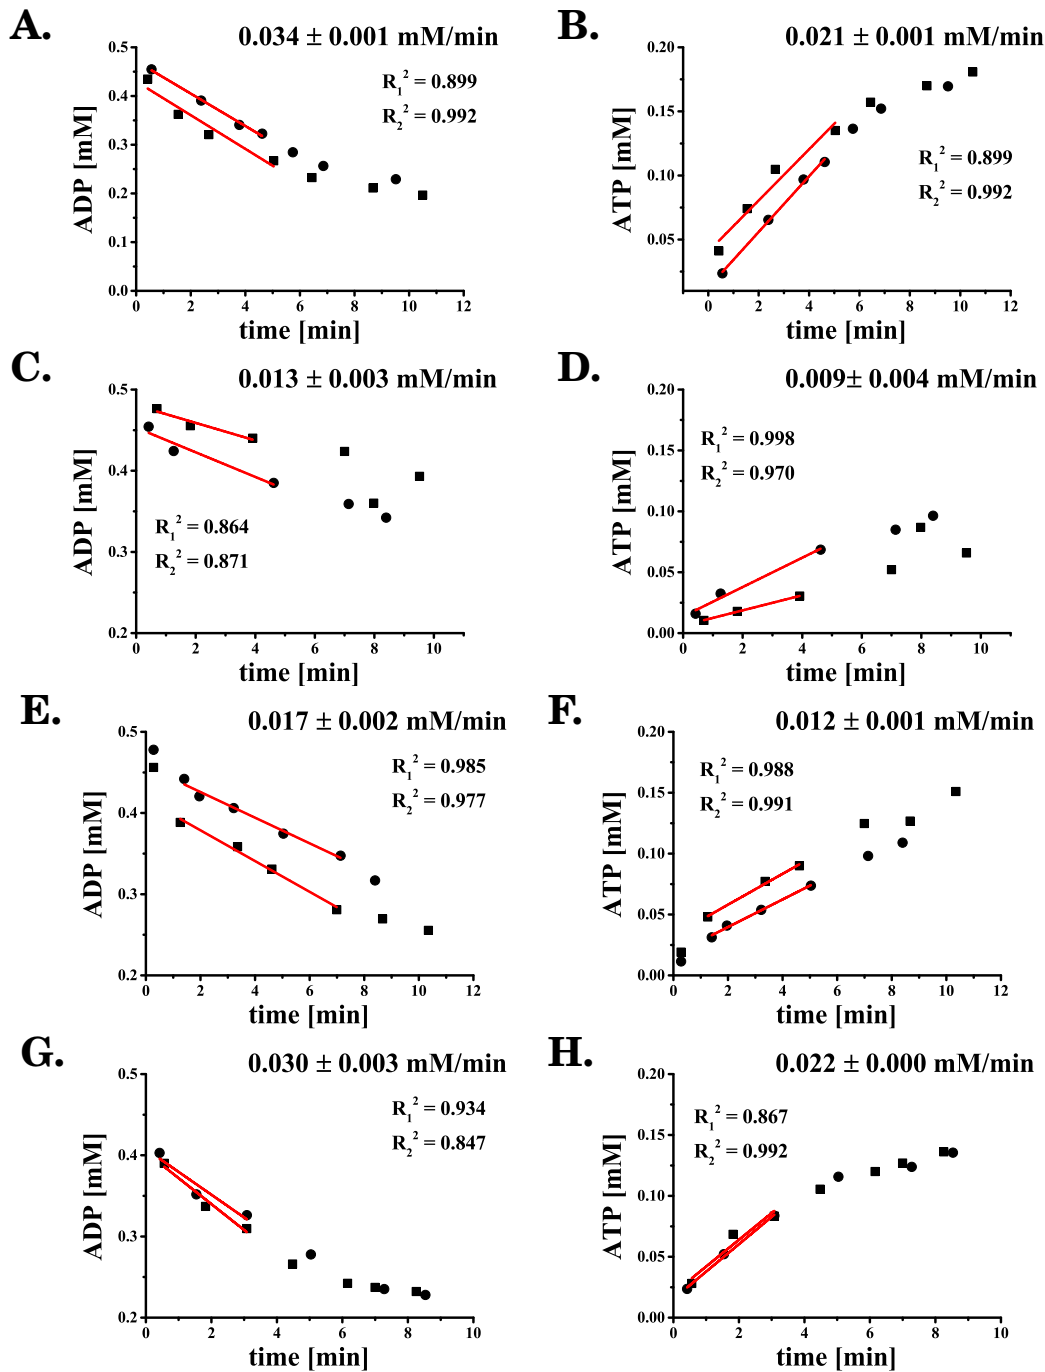 A.
0.034 ± 0.001 mM/min
R₁² = 0.899
R₂² = 0.992
ADP [mM]
0.5
0.4
0.3
0.2
0.1
0.0
0 2 4 6 8 10 12
time [min]
B.
0.021 ± 0.001 mM/min
R₁² = 0.899
R₂² = 0.992
ATP [mM]
0.20
0.15
0.10
0.05
0 2 4 6 8 10 12
time [min]
C.
0.013 ± 0.003 mM/min
R₁² = 0.864
R₂² = 0.871
ADP [mM]
0.5
0.4
0.3
0.2
0 2 4 6 8 10
time [min]
D.
0.009± 0.004 mM/min
R₁² = 0.998
R₂² = 0.970
ATP [mM]
0.20
0.15
0.10
0.05
0.00
0 2 4 6 8 10
time [min]
E.
0.017 ± 0.002 mM/min
R₁² = 0.985
R₂² = 0.977
ADP [mM]
0.5
0.4
0.3
0.2
0 2 4 6 8 10 12
time [min]
F.
0.012 ± 0.001 mM/min
R₁² = 0.988
R₂² = 0.991
ATP [mM]
0.20
0.15
0.10
0.05
0.00
0 2 4 6 8 10 12
time [min]
G.
0.030 ± 0.003 mM/min
R₁² = 0.934
R₂² = 0.847
ADP [mM]
0.5
0.4
0.3
0.2
0 2 4 6 8 10 12
time [min]
H.
0.022 ± 0.000 mM/min
R₁² = 0.867
R₂² = 0.992
ATP [mM]
0.20
0.15
0.10
0.05
0.00
0 2 4 6 8 10 12
time [min]